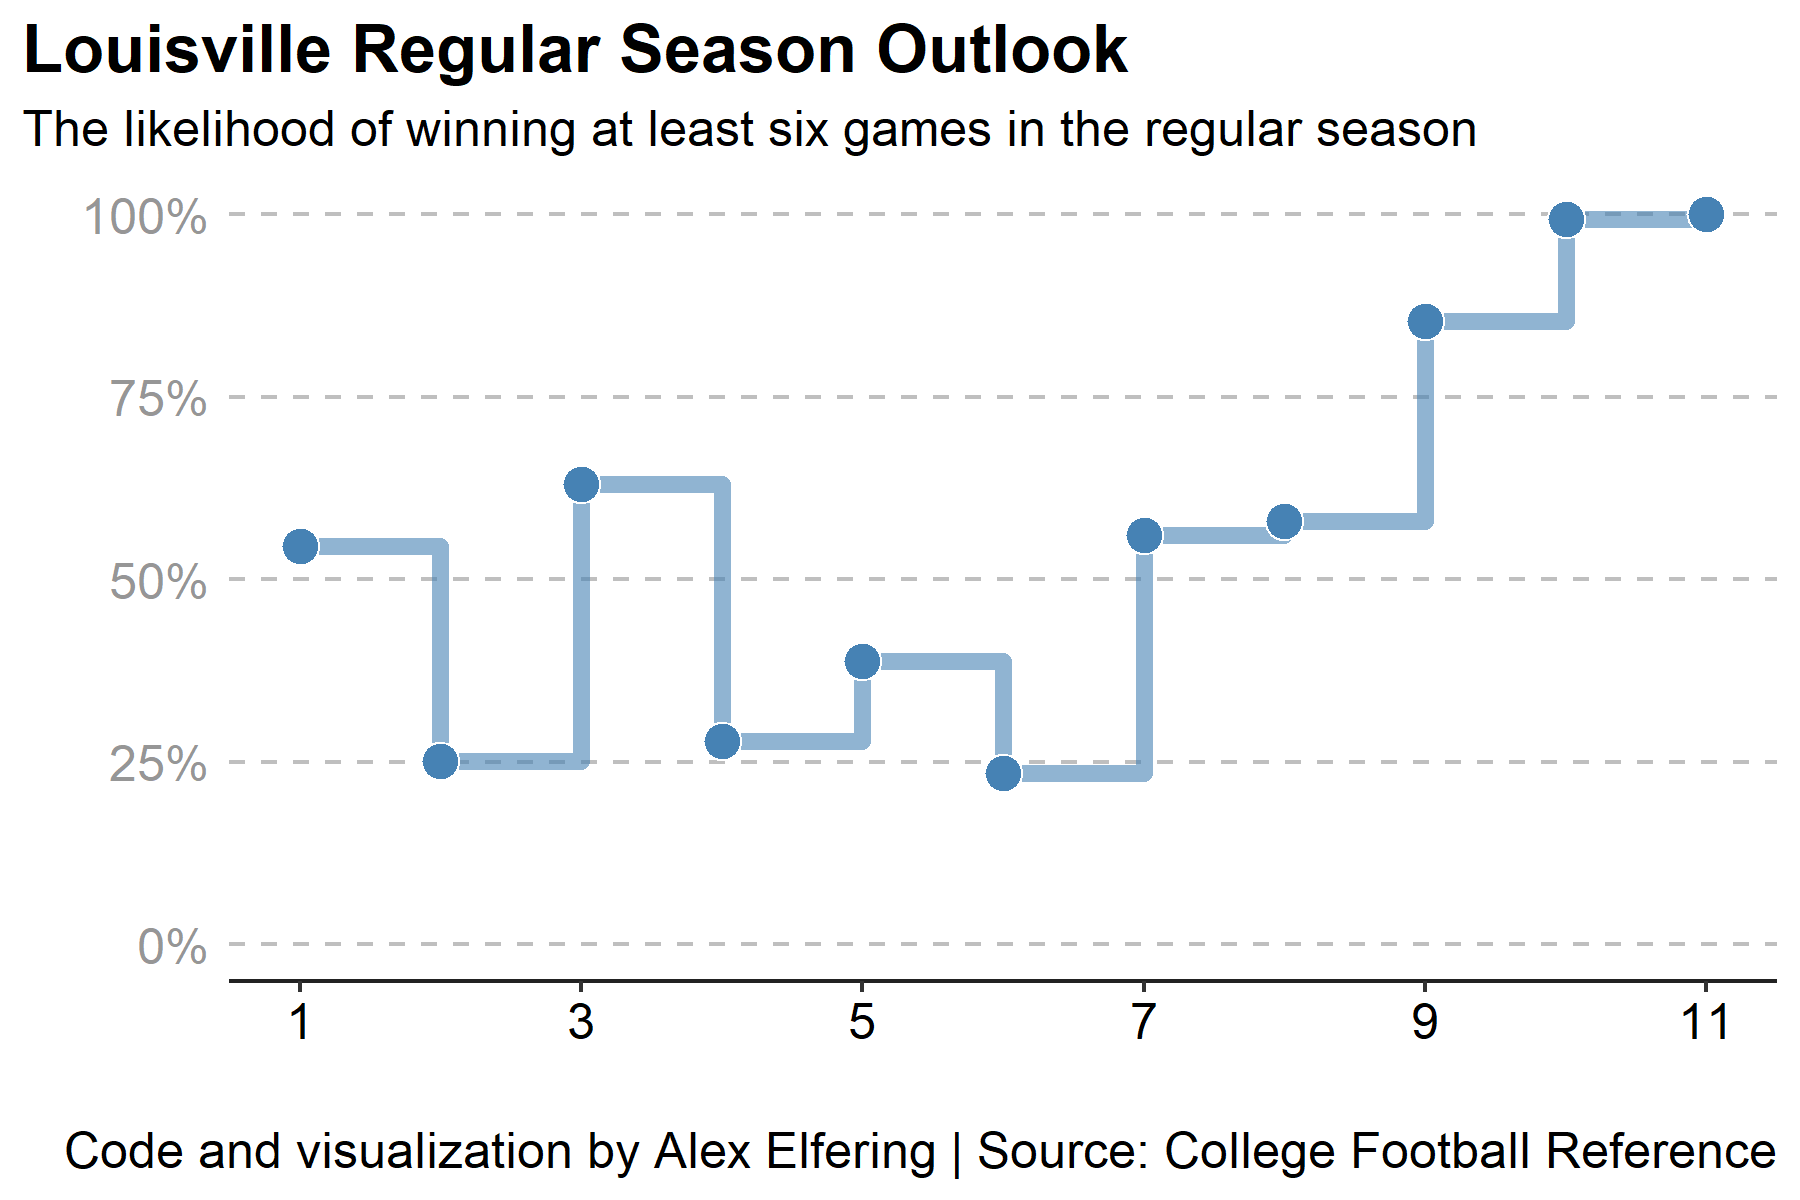 Louisville Regular Season Outlook
The likelihood of winning at least six games in the regular season
100%
75%
50%
25%
0%
1 3 5 7 9 11
Code and visualization by Alex Elfering | Source: College Football Reference